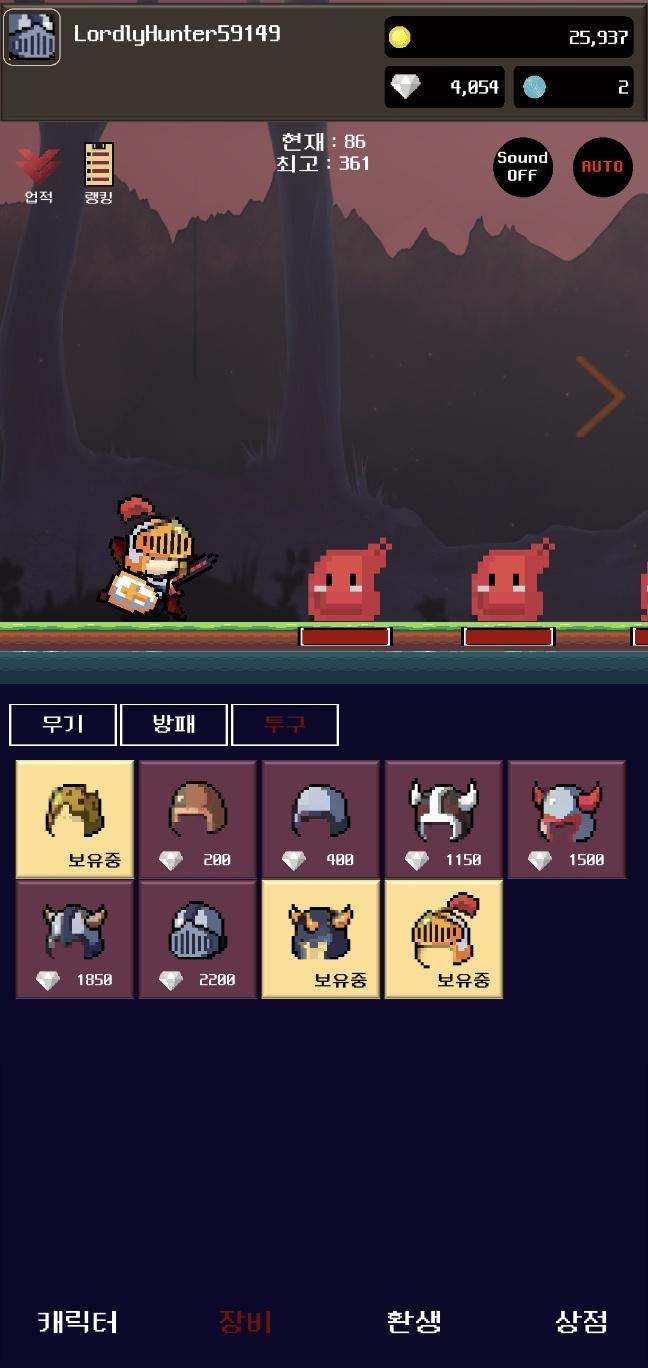 LordlyHunter59149
25,937
4,054
2
현재 : 86
최고 : 361
업적
랭킹
Sound
OFF
AUTO
무기
방패
투구
보유중
200
400
1150
1500
1850
2200
보유중
보유중
캐릭터
장비
환생
상점